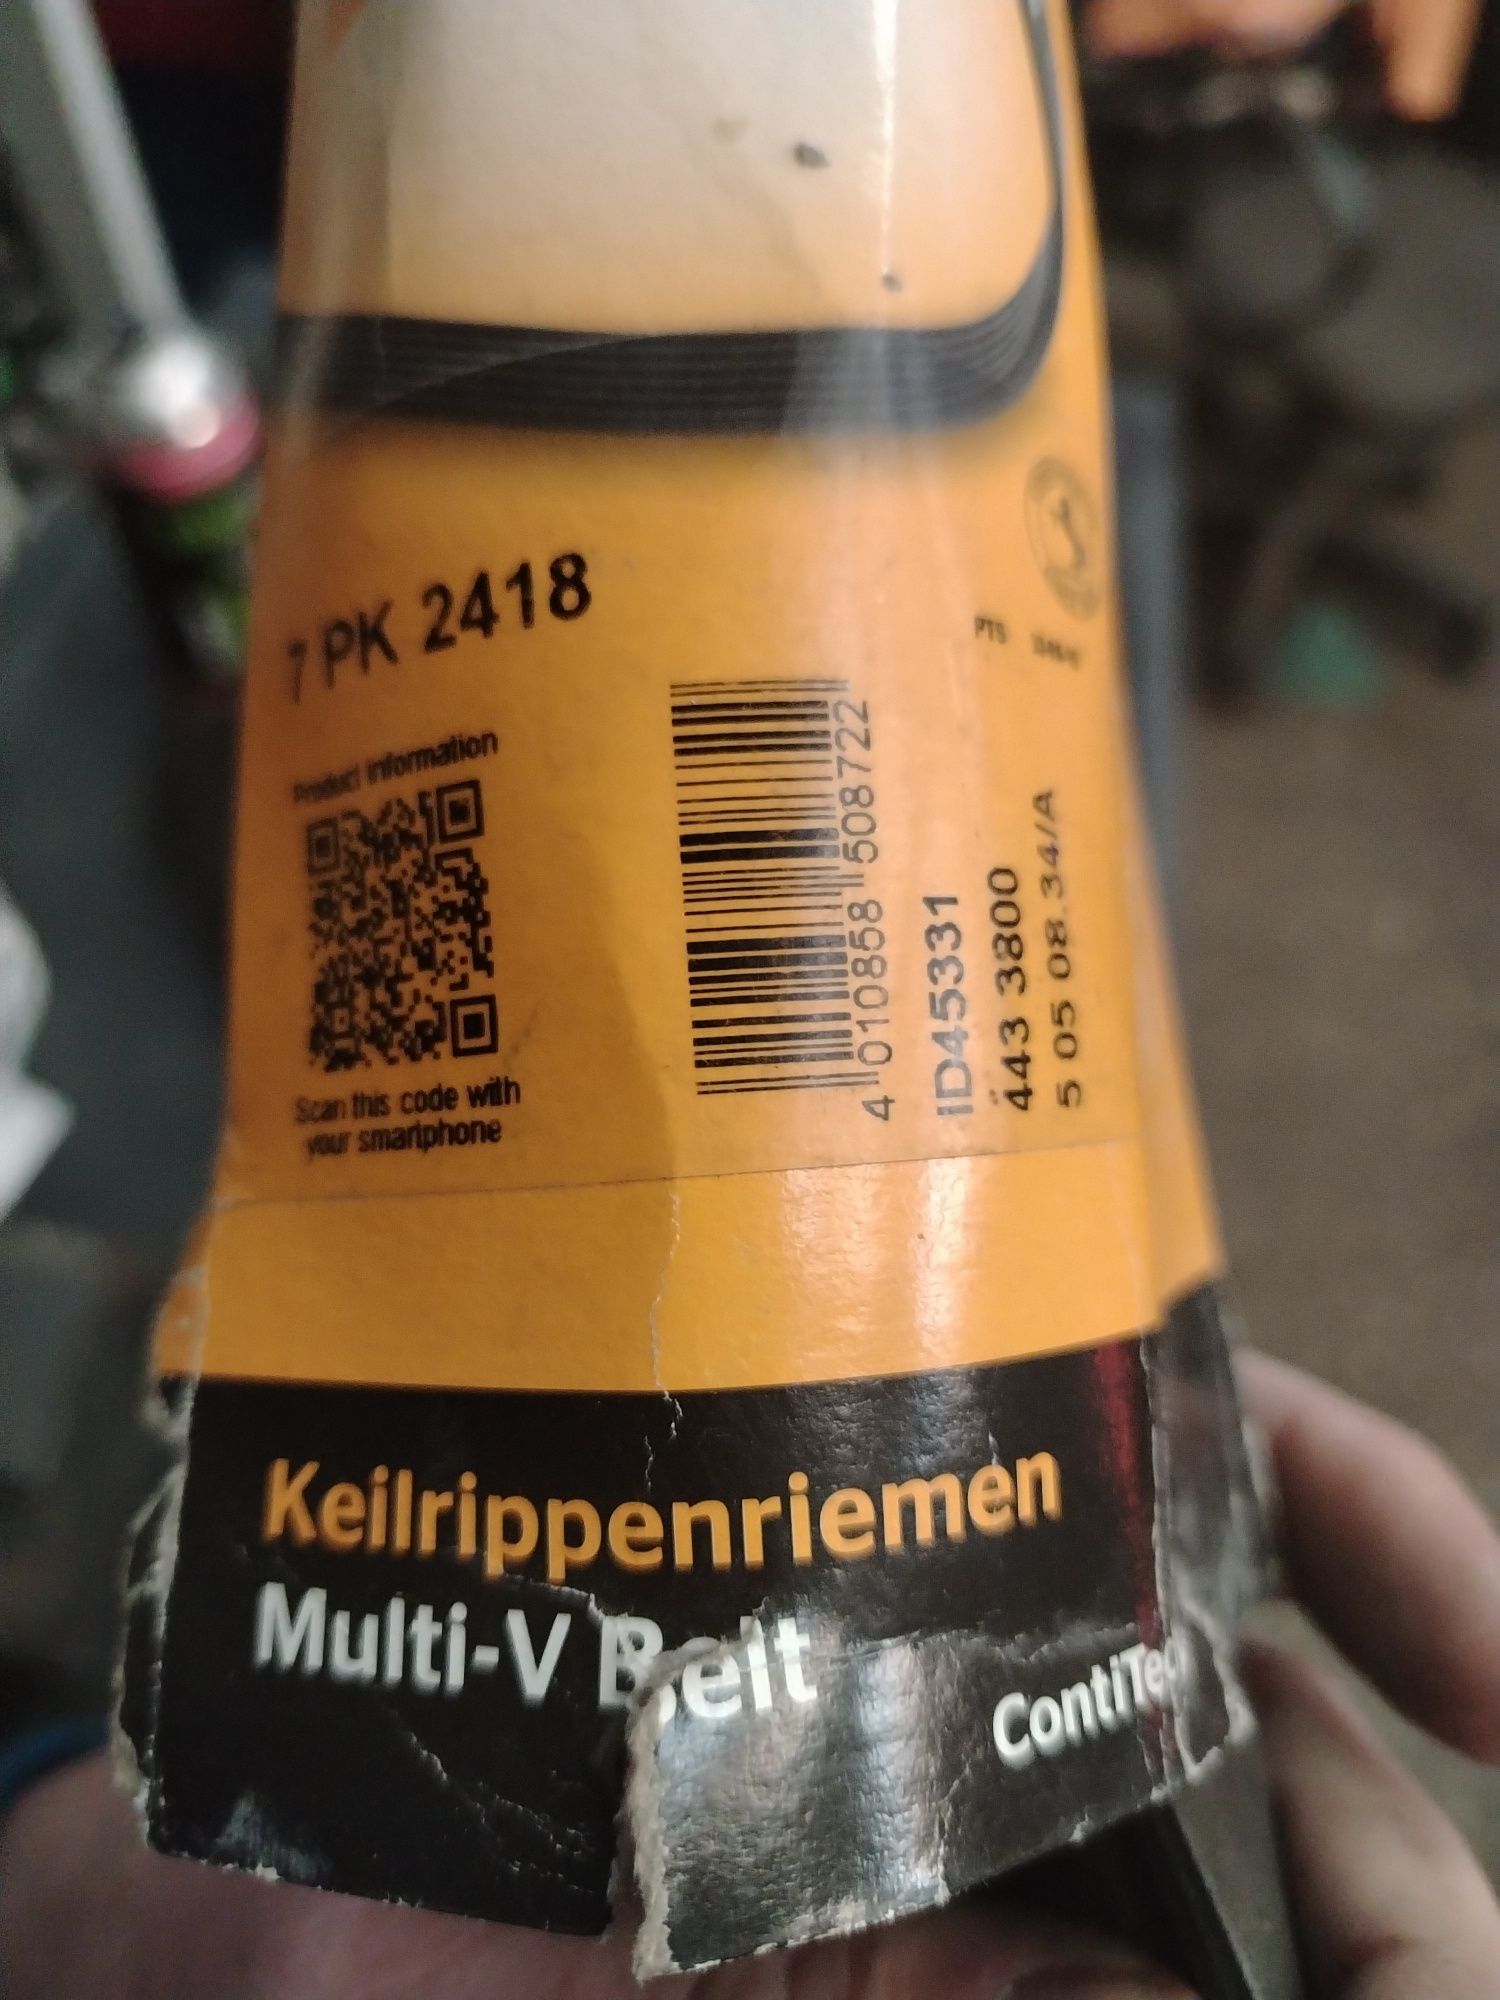 7 PK 2418
Product information
Scan this code with
your smartphone
4 010858 508722
ID45331
443 3800
5 05 08.34/A
PTS
Keilrippenriemen
Multi-V Belt
ContiTech